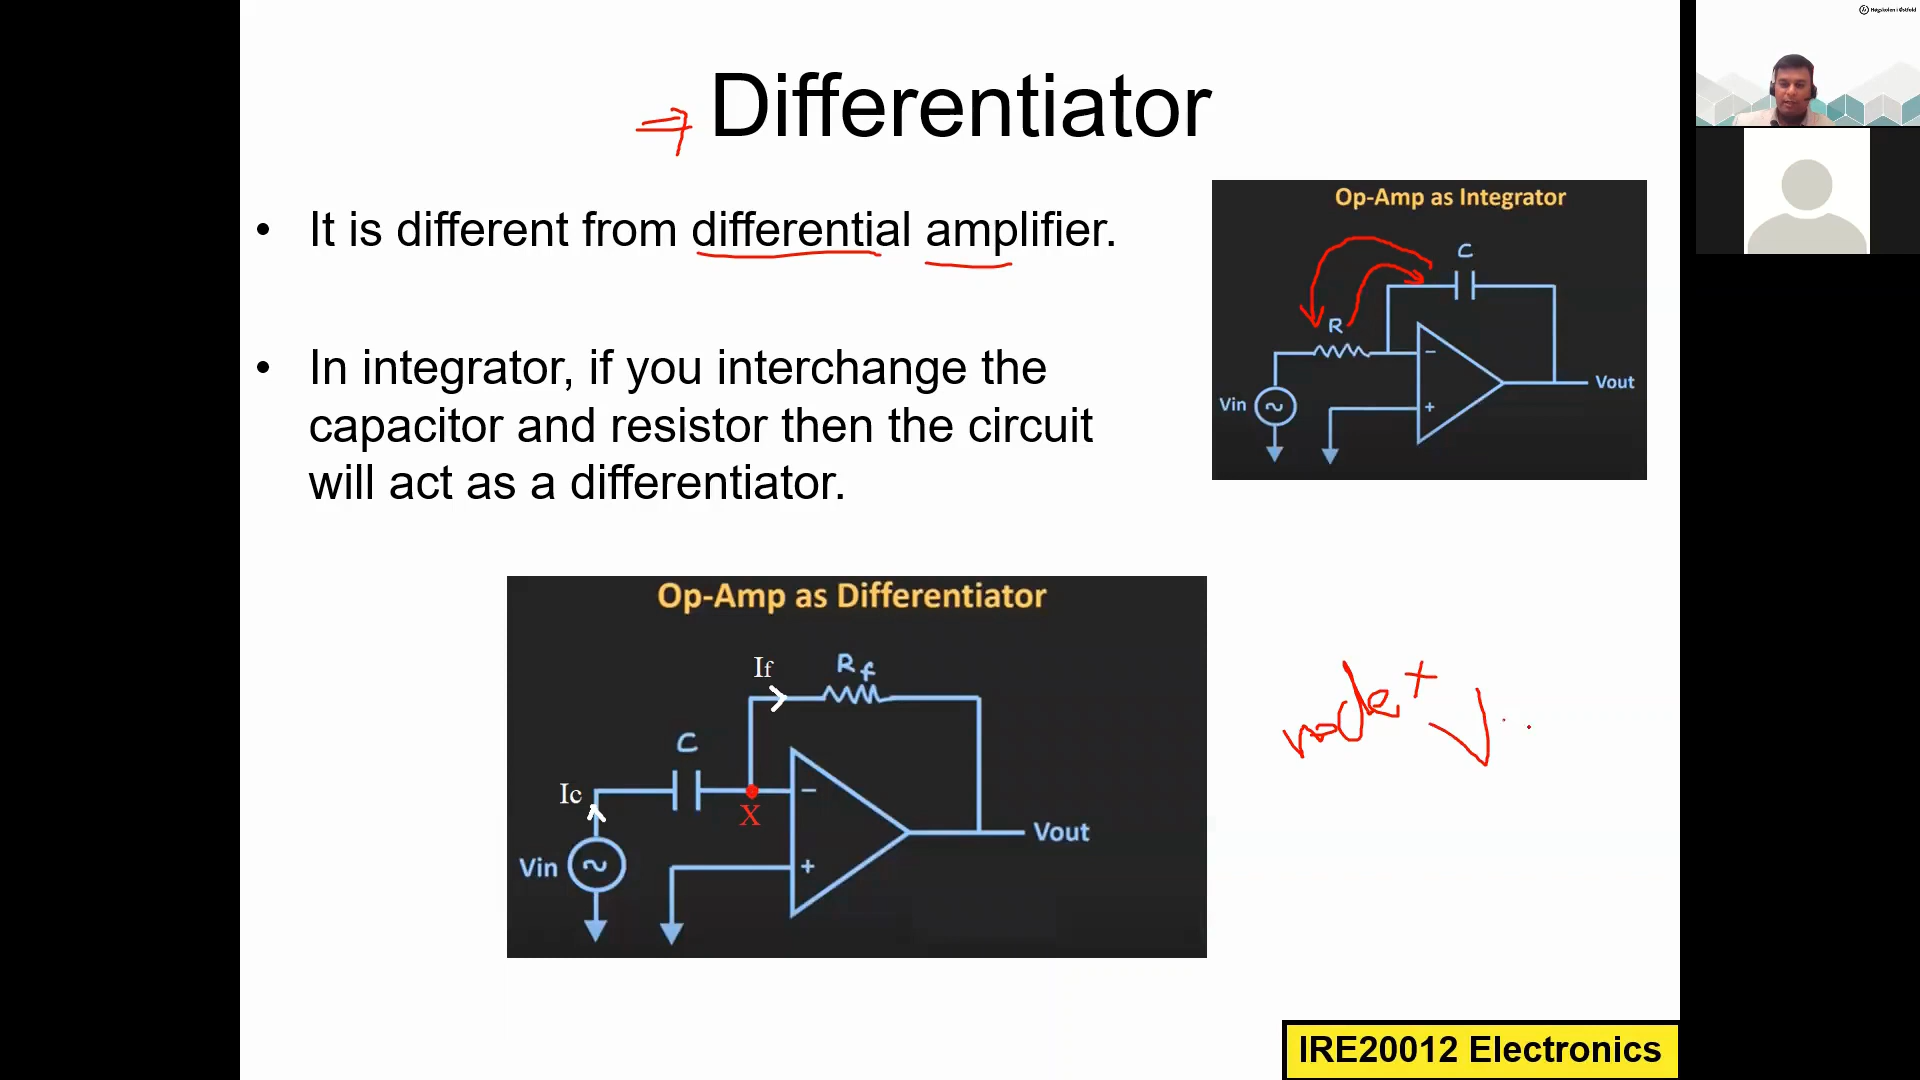 Høgskolen i Østfold
Differentiator
• It is different from differential amplifier.
• In integrator, if you interchange the
capacitor and resistor then the circuit
will act as a differentiator.
Op-Amp as Integrator
C
R
Vin
−
+
Vout
Op-Amp as Differentiator
If
Rf
C
Ic
X
−
+
Vin
Vout
node
IRE20012 Electronics